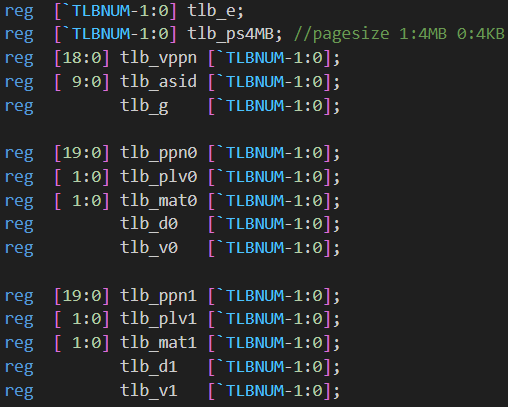 reg  [`TLBNUM-1:0] tlb_e;
reg  [`TLBNUM-1:0] tlb_ps4MB; //pagesize 1:4MB 0:4KB
reg  [18:0] tlb_vppn [`TLBNUM-1:0];
reg  [ 9:0] tlb_asid [`TLBNUM-1:0];
reg         tlb_g    [`TLBNUM-1:0];

reg  [19:0] tlb_ppn0 [`TLBNUM-1:0];
reg  [ 1:0] tlb_plv0 [`TLBNUM-1:0];
reg  [ 1:0] tlb_mat0 [`TLBNUM-1:0];
reg         tlb_d0   [`TLBNUM-1:0];
reg         tlb_v0   [`TLBNUM-1:0];

reg  [19:0] tlb_ppn1 [`TLBNUM-1:0];
reg  [ 1:0] tlb_plv1 [`TLBNUM-1:0];
reg  [ 1:0] tlb_mat1 [`TLBNUM-1:0];
reg         tlb_d1   [`TLBNUM-1:0];
reg         tlb_v1   [`TLBNUM-1:0];